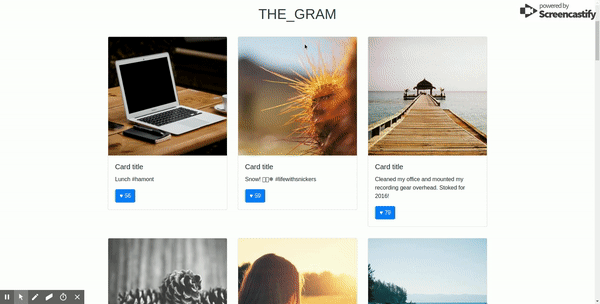 THE_GRAM
powered by
Screencastify
Card title
Lunch #hamont
♥ 56
Card title
Snow! #lifewithsnickers
♥ 59
Card title
Cleaned my office and mounted my
recording gear overhead. Stoked for
2016!
♥ 79